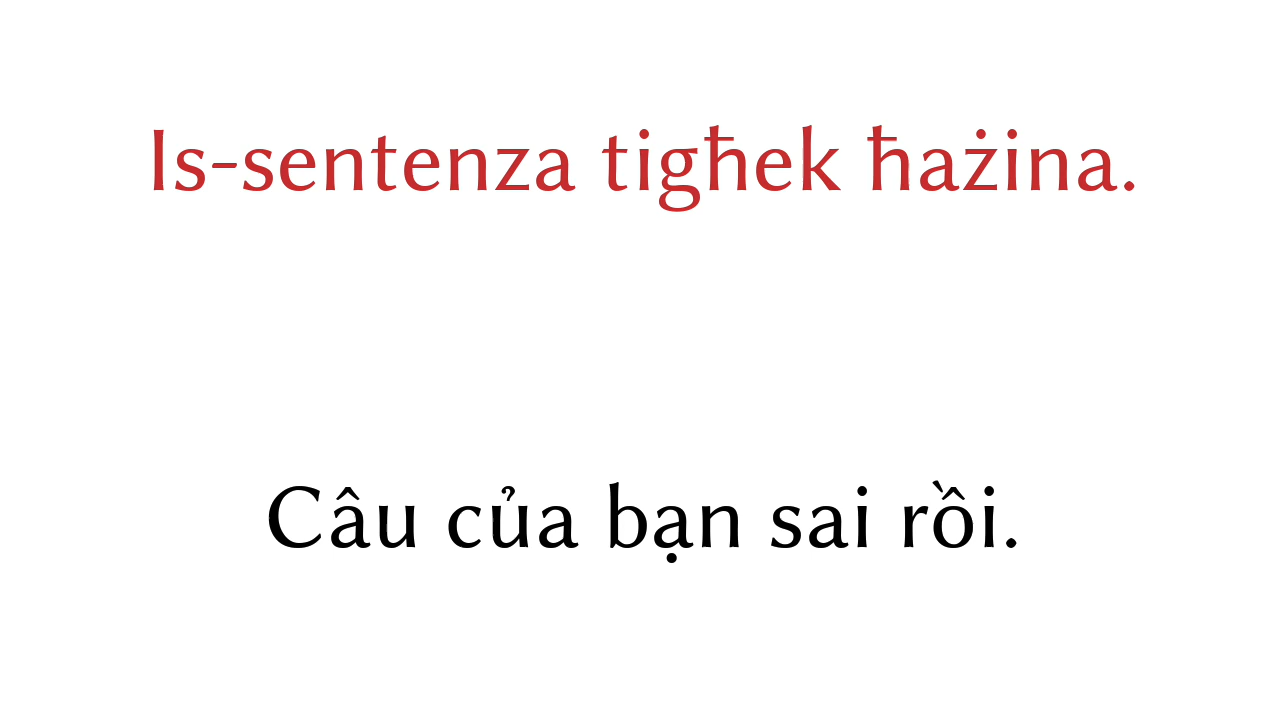 Is-sentenza tigħek ħażina.
Câu của bạn sai rồi.